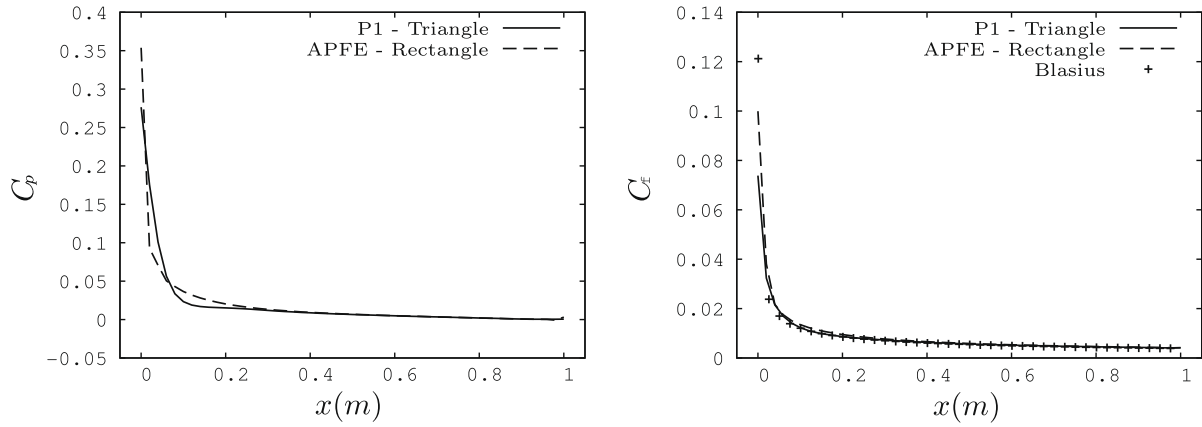 0.4
0.35
0.3
0.25
0.2
0.15
0.1
0.05
0
−0.05
0 0.2 0.4 0.6 0.8 1
C_p
x(m)
P1 - Triangle
APFE - Rectangle
0.14
0.12
0.1
0.08
0.06
0.04
0.02
0
0 0.2 0.4 0.6 0.8 1
C_f
x(m)
P1 - Triangle
APFE - Rectangle
Blasius